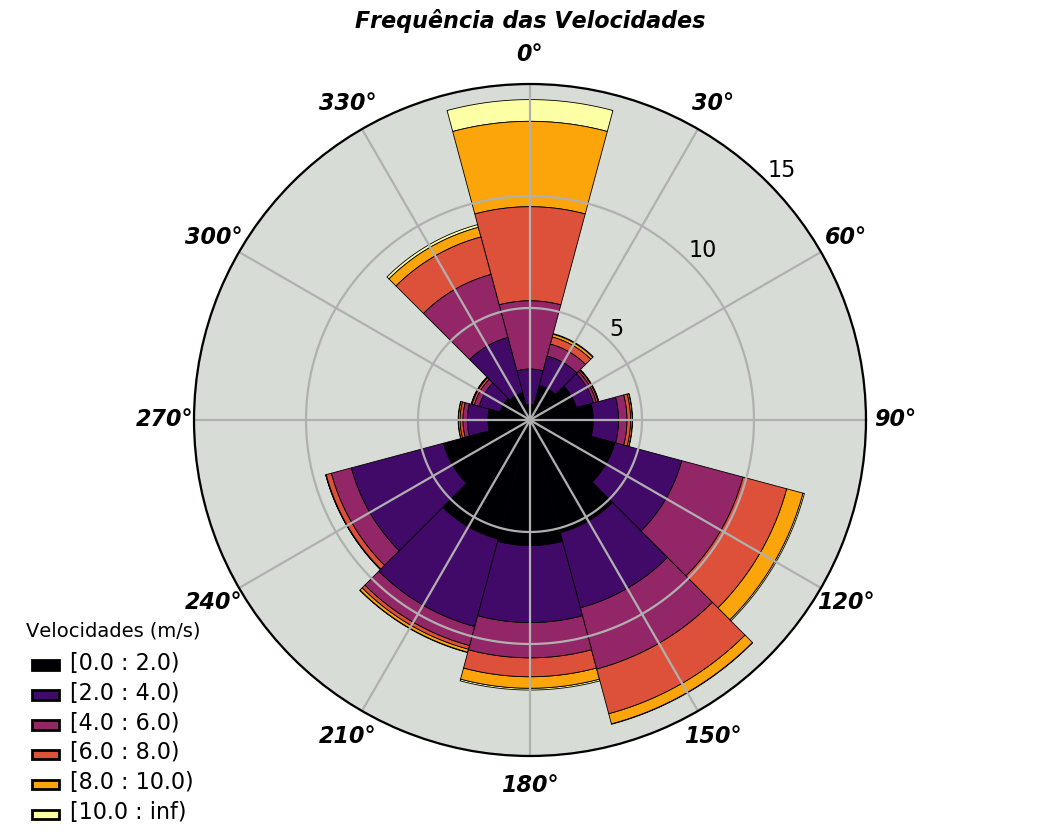 Frequência das Velocidades
0°
330°
30°
15
300°
60°
10
5
270°
90°
240°
120°
210°
150°
180°
Velocidades (m/s)
[0.0 : 2.0)
[2.0 : 4.0)
[4.0 : 6.0)
[6.0 : 8.0)
[8.0 : 10.0)
[10.0 : inf)